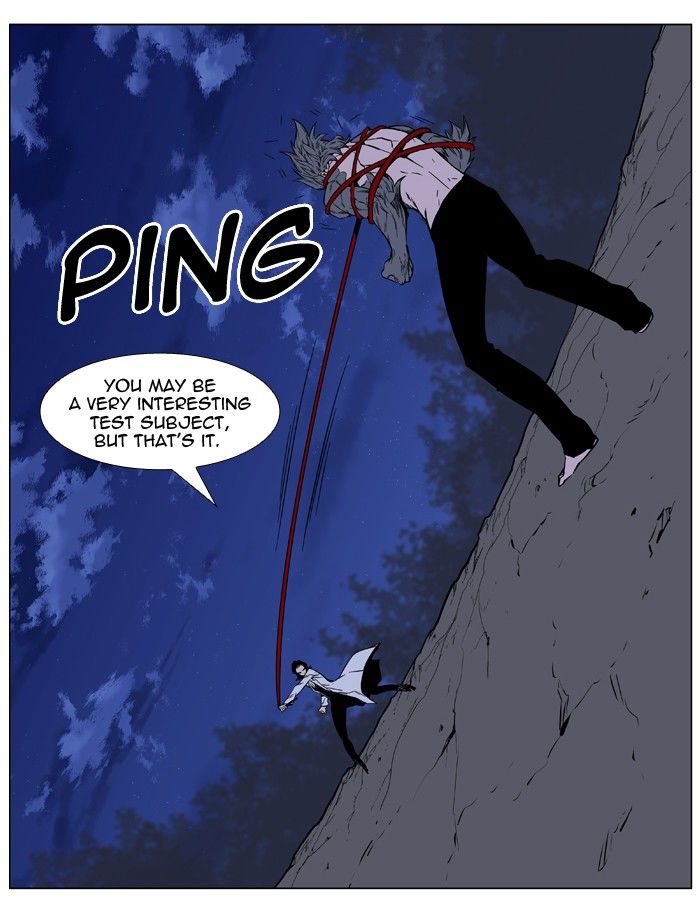 PING
YOU MAY BE
A VERY INTERESTING
TEST SUBJECT,
BUT THAT'S IT.